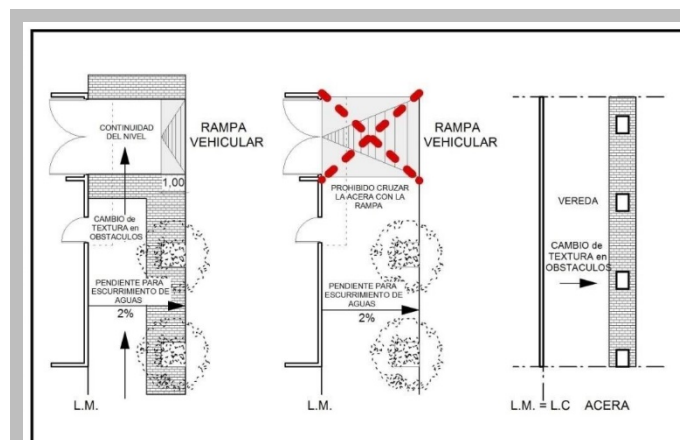 CONTINUIDAD
DEL NIVEL
RAMPA
VEHICULAR
1,00
CAMBIO de
TEXTURA en
OBSTACULOS
PENDIENTE PARA
ESCURRIMIENTO DE
AGUAS
2%
L.M.
RAMPA
VEHICULAR
PROHIBIDO CRUZAR
LA ACERA CON LA
RAMPA
PENDIENTE PARA
ESCURRIMIENTO DE
AGUAS
2%
L.M.
VEREDA
CAMBIO de
TEXTURA en
OBSTACULOS
L.M. = L.C ACERA